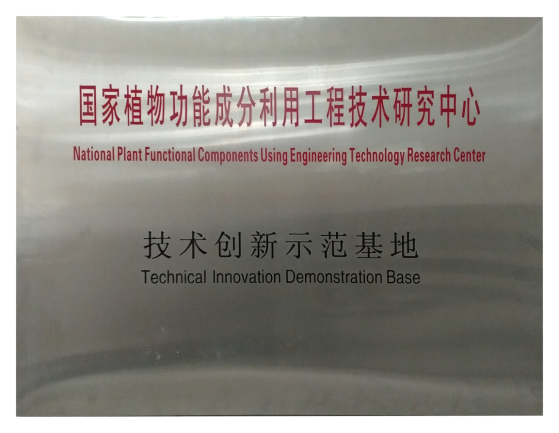 国家植物功能成分利用工程技术研究中心
National Plant Functional Components Using Engineering Technology Research Center
技术创新示范基地
Technical Innovation Demonstration Base